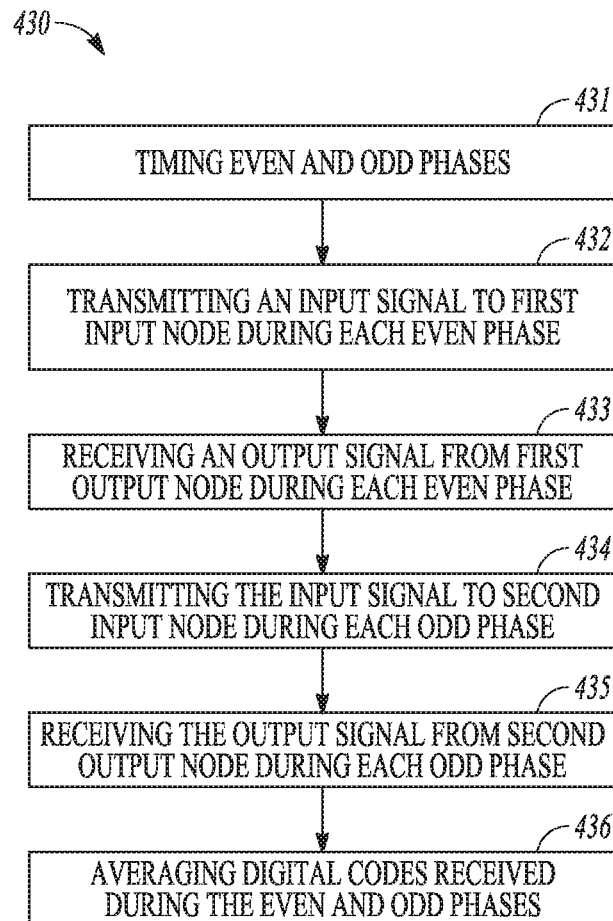 430
431
TIMING EVEN AND ODD PHASES
432
TRANSMITTING AN INPUT SIGNAL TO FIRST
INPUT NODE DURING EACH EVEN PHASE
433
RECEIVING AN OUTPUT SIGNAL FROM FIRST
OUTPUT NODE DURING EACH EVEN PHASE
434
TRANSMITTING THE INPUT SIGNAL TO SECOND
INPUT NODE DURING EACH ODD PHASE
435
RECEIVING THE OUTPUT SIGNAL FROM SECOND
OUTPUT NODE DURING EACH ODD PHASE
436
AVERAGING DIGITAL CODES RECEIVED
DURING THE EVEN AND ODD PHASES